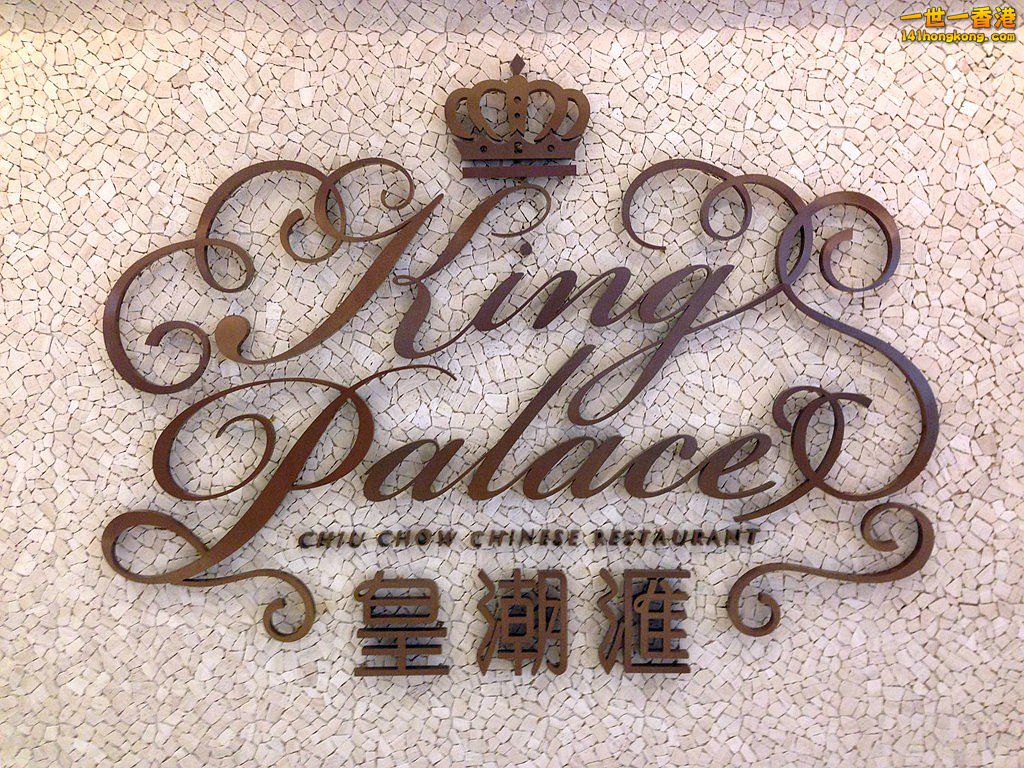 一世一香港
141hongkong.com
King
Palace
CHIU CHOW CHINESE RESTAURANT
皇潮滙